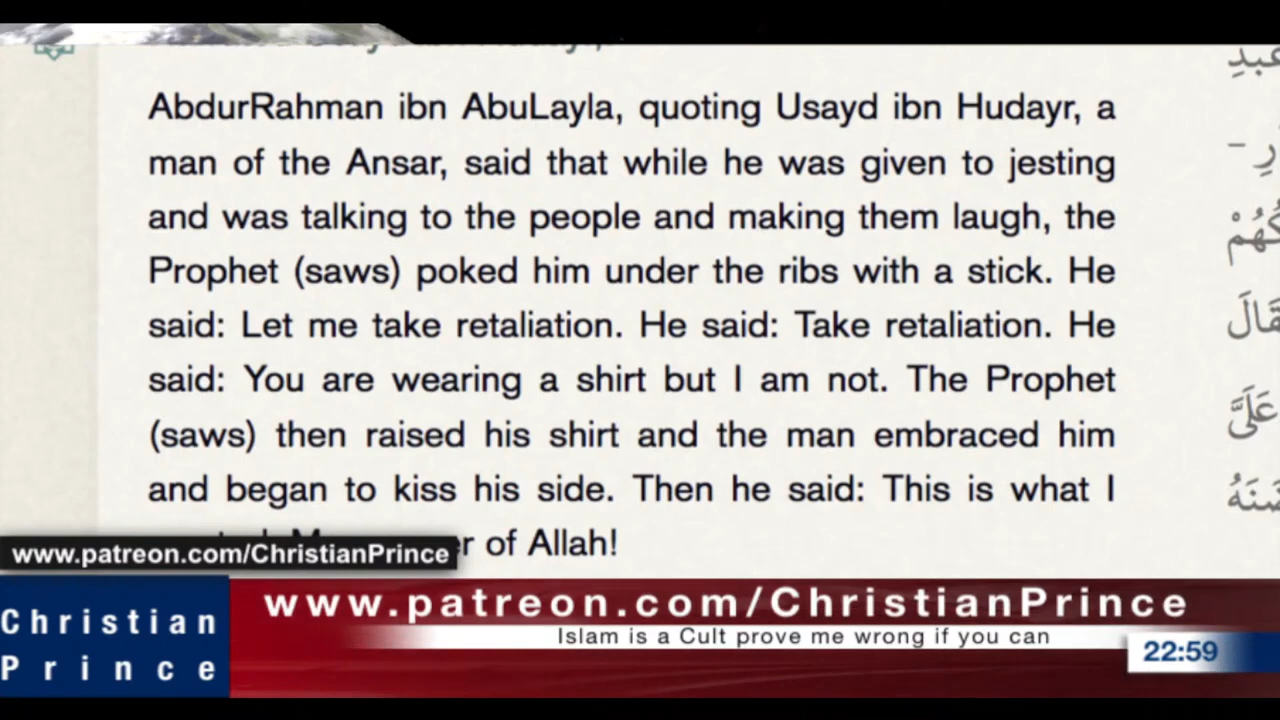 AbdurRahman ibn AbuLayla, quoting Usayd ibn Hudayr, a
man of the Ansar, said that while he was given to jesting
and was talking to the people and making them laugh, the
Prophet (saws) poked him under the ribs with a stick. He
said: Let me take retaliation. He said: Take retaliation. He
said: You are wearing a shirt but I am not. The Prophet
(saws) then raised his shirt and the man embraced him
and began to kiss his side. Then he said: This is what I
of Allah!
www.patreon.com/ChristianPrince
www.patreon.com/ChristianPrince
Islam is a Cult prove me wrong if you can
Christian
Prince
22:59